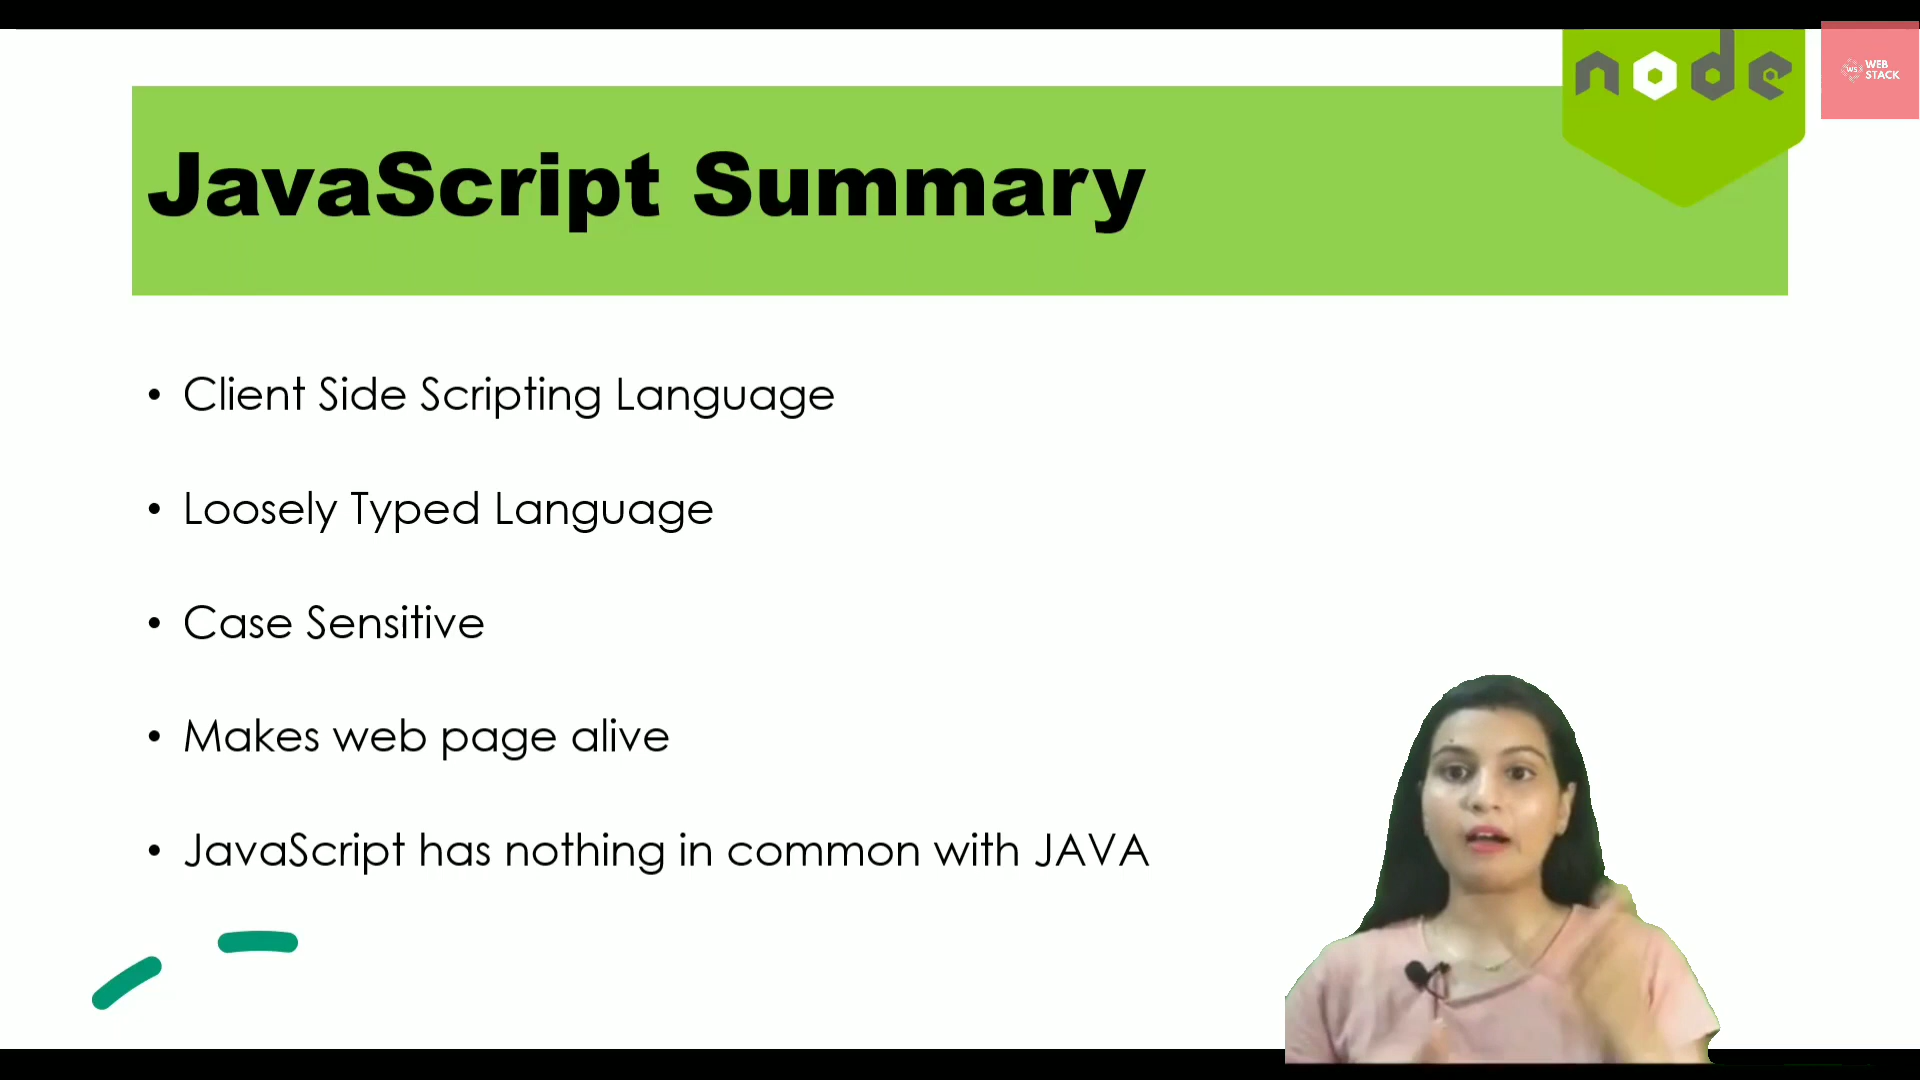 node
WS
WEB
STACK
JavaScript Summary
• Client Side Scripting Language
• Loosely Typed Language
• Case Sensitive
• Makes web page alive
• JavaScript has nothing in common with JAVA